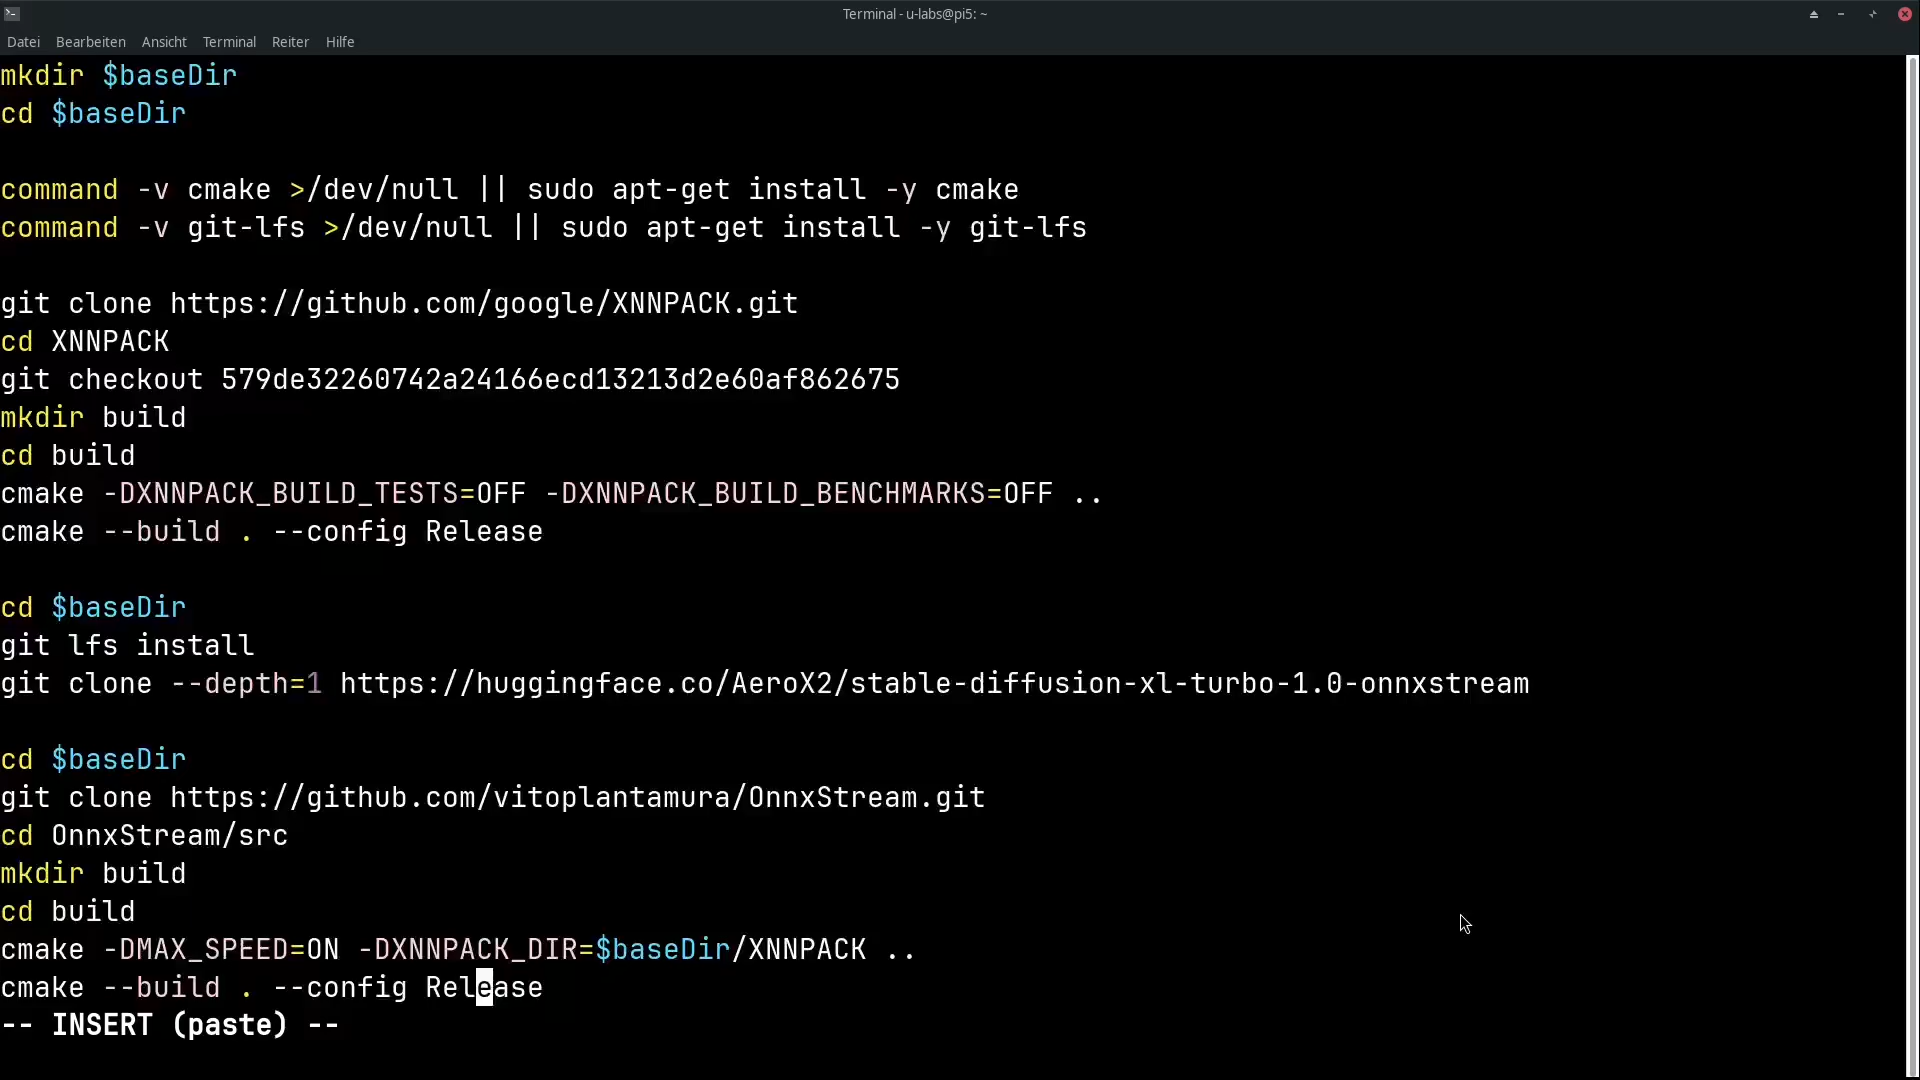 Terminal - u-labs@pi5: ~
Datei Bearbeiten Ansicht Terminal Reiter Hilfe
mkdir $baseDir
cd $baseDir
command -v cmake >/dev/null || sudo apt-get install -y cmake
command -v git-lfs >/dev/null || sudo apt-get install -y git-lfs
git clone https://github.com/google/XNNPACK.git
cd XNNPACK
git checkout 579de32260742a24166ecd13213d2e60af862675
mkdir build
cd build
cmake -DXNNPACK_BUILD_TESTS=OFF -DXNNPACK_BUILD_BENCHMARKS=OFF ..
cmake --build . --config Release
cd $baseDir
git lfs install
git clone --depth=1 https://huggingface.co/AeroX2/stable-diffusion-xl-turbo-1.0-onnxstream
cd $baseDir
git clone https://github.com/vitoplantamura/OnnxStream.git
cd OnnxStream/src
mkdir build
cd build
cmake -DMAX_SPEED=ON -DXNNPACK_DIR=$baseDir/XNNPACK ..
cmake --build . --config Release
-- INSERT (paste) --